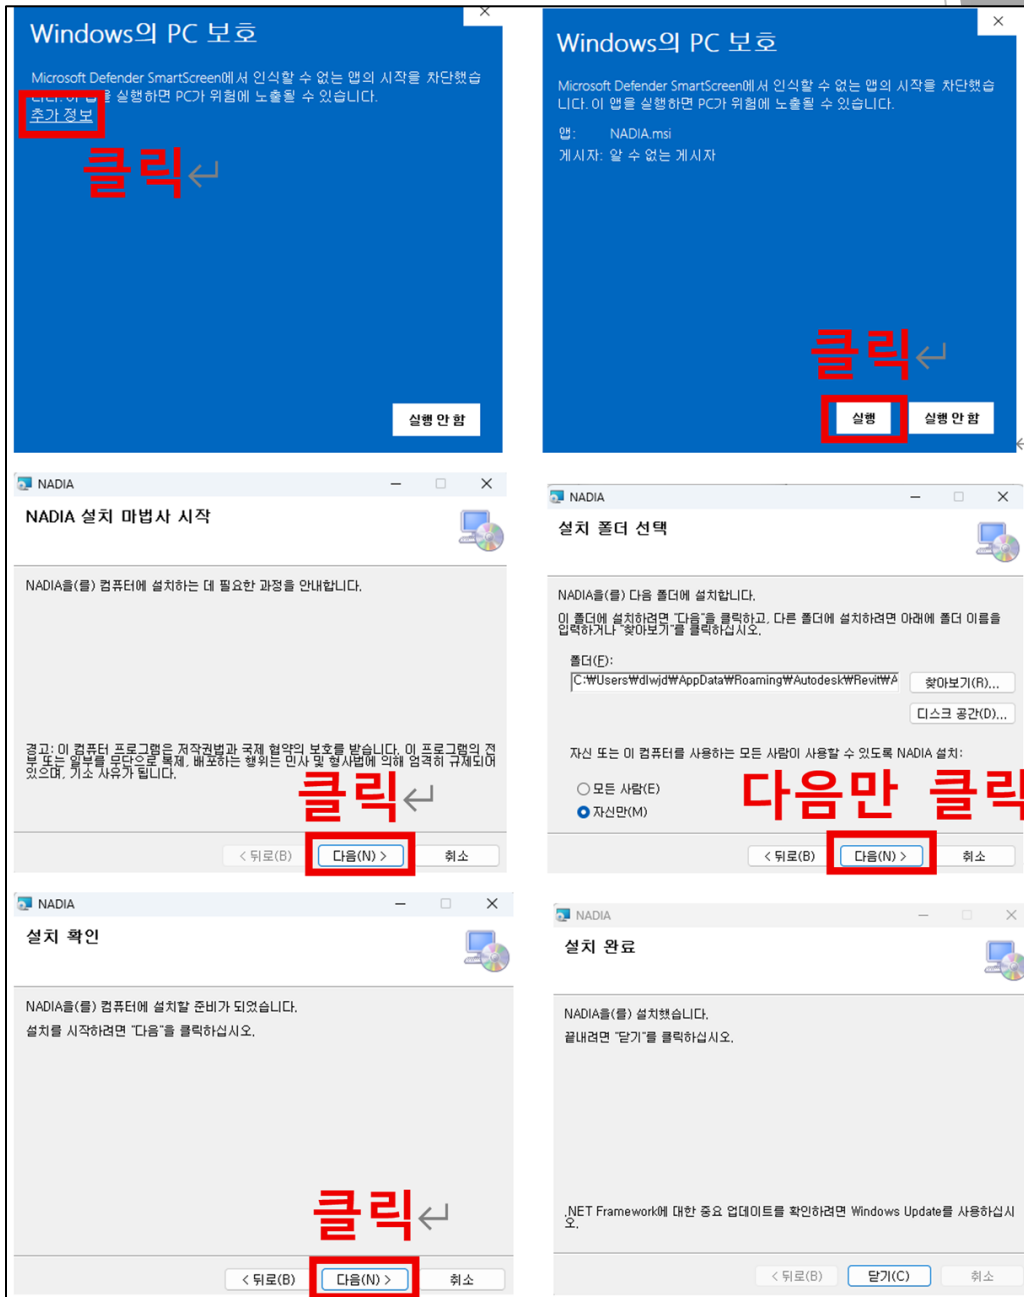 Windows의 PC 보호
Microsoft Defender SmartScreen에서 인식할 수 없는 앱의 시작을 차단했습
니다. 이 앱을 실행하면 PC가 위험에 노출될 수 있습니다.
추가 정보
클릭↵
실행 안 함
Windows의 PC 보호
Microsoft Defender SmartScreen에서 인식할 수 없는 앱의 시작을 차단했습
니다. 이 앱을 실행하면 PC가 위험에 노출될 수 있습니다.
앱: NADIA.msi
게시자: 알 수 없는 게시자
클릭↵
실행 실행 안 함
NADIA
NADIA 설치 마법사 시작
NADIA을(를) 컴퓨터에 설치하는 데 필요한 과정을 안내합니다.
경고: 이 컴퓨터 프로그램은 저작권법과 국제 협약의 보호를 받습니다. 이 프로그램의 전
부 또는 일부를 무단으로 복제, 배포하는 행위는 민사 및 형사법에 의해 엄격히 규제되어
있으며, 기소 사유가 됩니다.
클릭↵
< 뒤로(B) 다음(N) > 취소
NADIA
설치 폴더 선택
NADIA을(를) 다음 폴더에 설치합니다.
이 폴더에 설치하려면 "다음"을 클릭하고, 다른 폴더에 설치하려면 아래에 폴더 이름을
입력하거나 "찾아보기"를 클릭하십시오.
폴더(F):
C:₩Users₩dlwjd₩AppData₩Roaming₩Autodesk₩Revit₩A 찾아보기(R)...
디스크 공간(D)...
자신 또는 이 컴퓨터를 사용하는 모든 사람이 사용할 수 있도록 NADIA 설치:
모든 사람(E)
자신만(M)
다음만 클릭
< 뒤로(B) 다음(N) > 취소
NADIA
설치 확인
NADIA을(를) 컴퓨터에 설치할 준비가 되었습니다.
설치를 시작하려면 "다음"을 클릭하십시오.
클릭↵
< 뒤로(B) 다음(N) > 취소
NADIA
설치 완료
NADIA을(를) 설치했습니다.
끝내려면 "닫기"를 클릭하십시오.
.NET Framework에 대한 중요 업데이트를 확인하려면 Windows Update를 사용하십시
오.
< 뒤로(B) 닫기(C) 취소